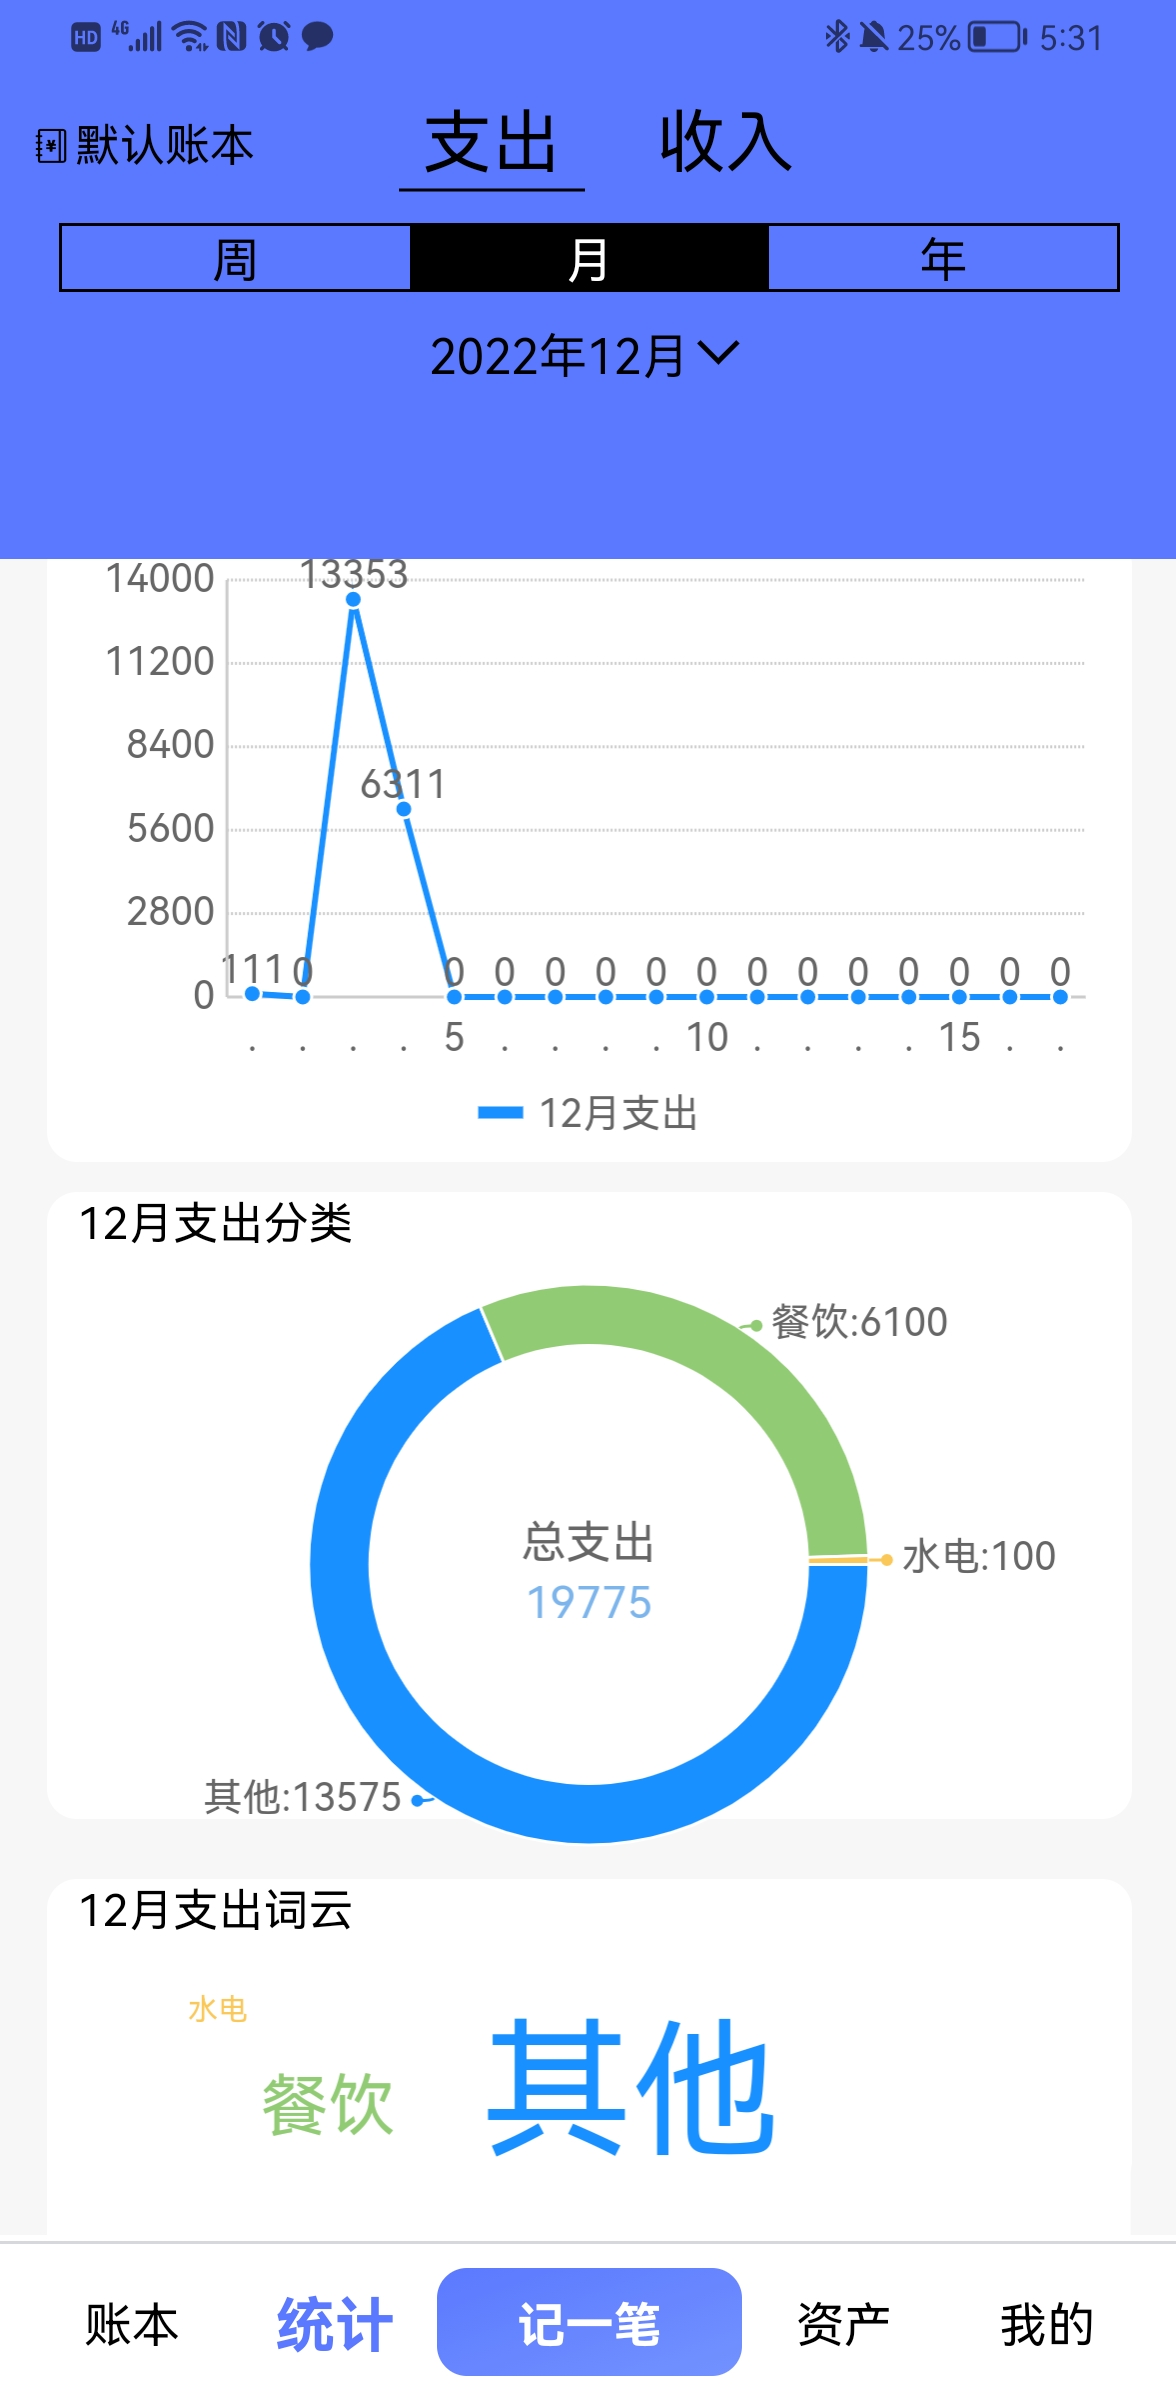 HD 4G 25% 5:31
默认账本 支出 收入
周 月 年
2022年12月
14000 13353
11200
8400
6311
5600
2800
111 0 0 0 0 0 0 0 0 0 0 0 0 0 0
0
. . . . 5 . . . . 10 . . . . 15 . .
12月支出
12月支出分类
餐饮:6100
总支出
水电:100
19775
其他:13575
12月支出词云
水电
其他
餐饮
账本 统计 记一笔 资产 我的